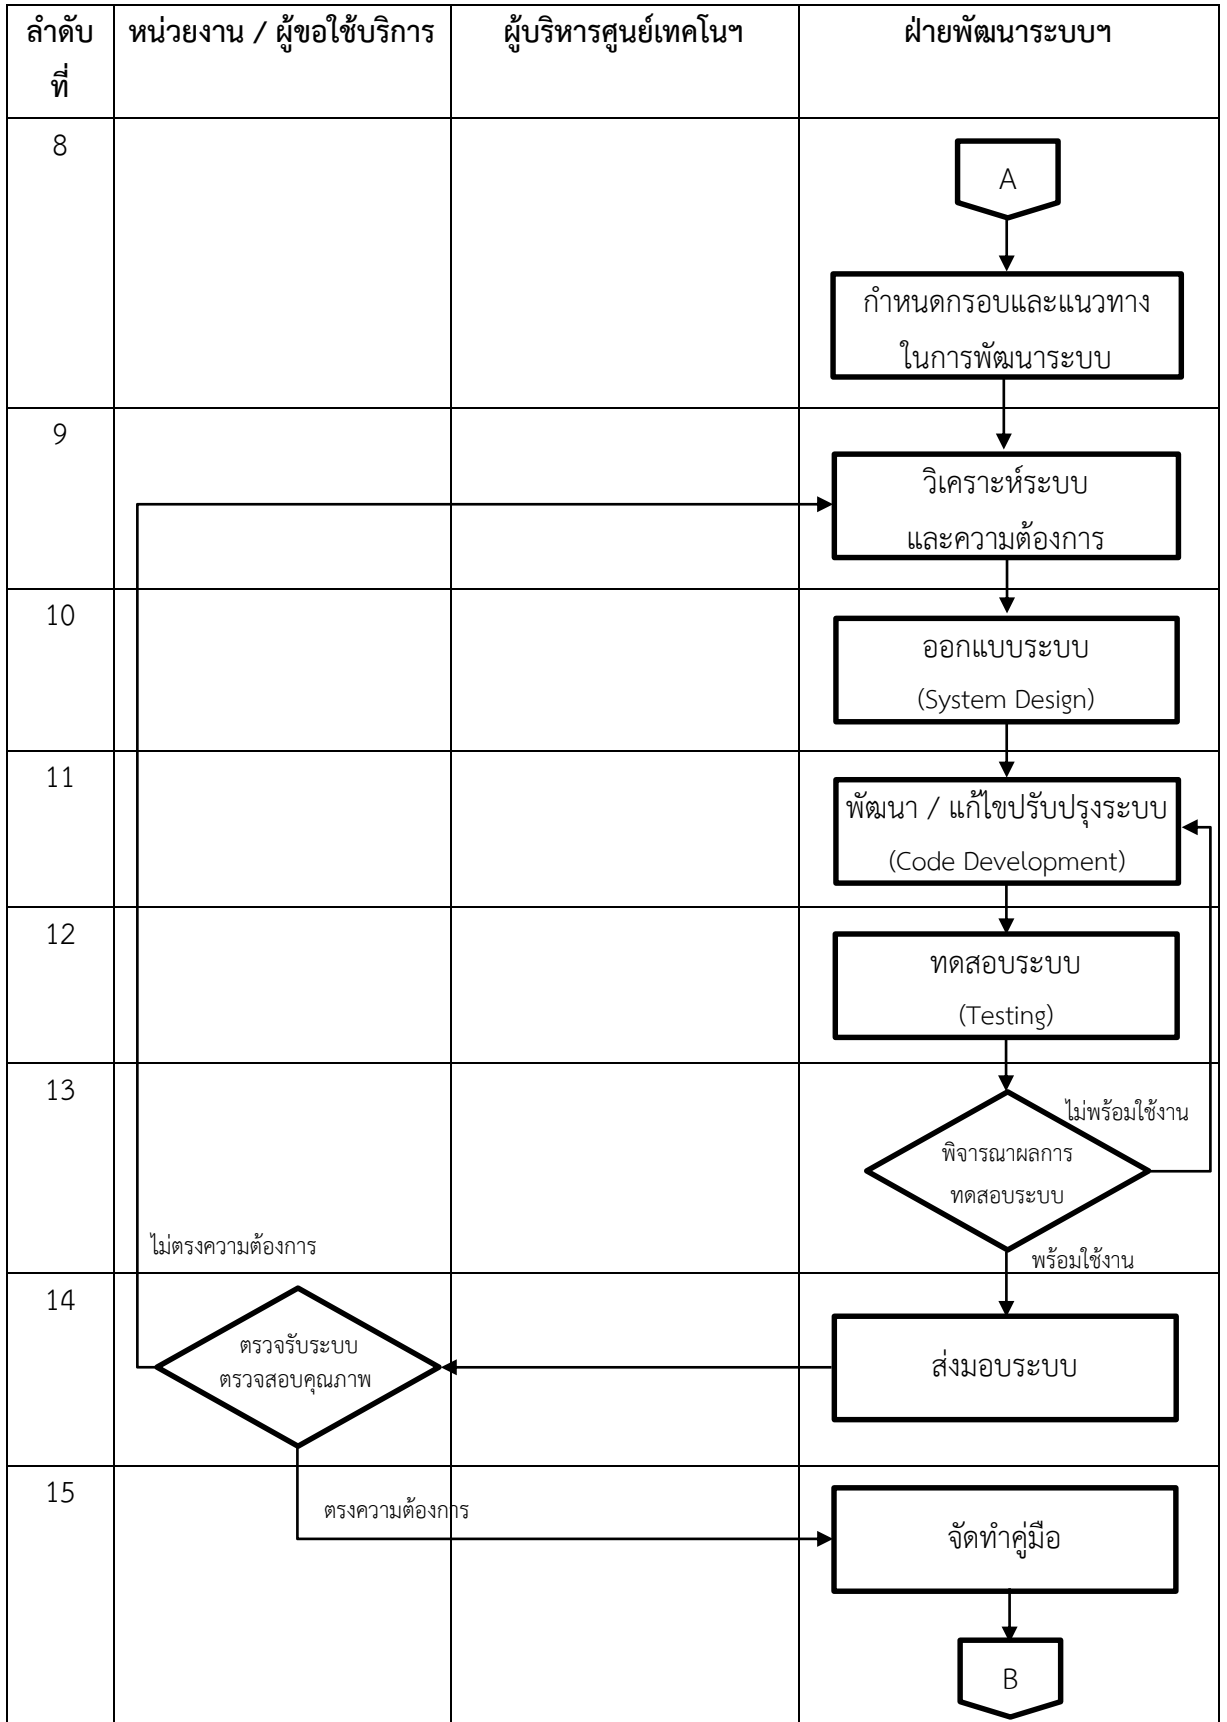 ลำดับ
ที่
หน่วยงาน / ผู้ขอใช้บริการ
ผู้บริหารศูนย์เทคโนฯ
ฝ่ายพัฒนาระบบฯ
8
A
กำหนดกรอบและแนวทาง
ในการพัฒนาระบบ
9
วิเคราะห์ระบบ
และความต้องการ
10
ออกแบบระบบ
(System Design)
11
พัฒนา / แก้ไขปรับปรุงระบบ
(Code Development)
12
ทดสอบระบบ
(Testing)
13
ไม่พร้อมใช้งาน
พิจารณาผลการ
ทดสอบระบบ
ไม่ตรงความต้องการ
พร้อมใช้งาน
14
ตรวจรับระบบ
ตรวจสอบคุณภาพ
ส่งมอบระบบ
15
ตรงความต้องการ
จัดทำคู่มือ
B